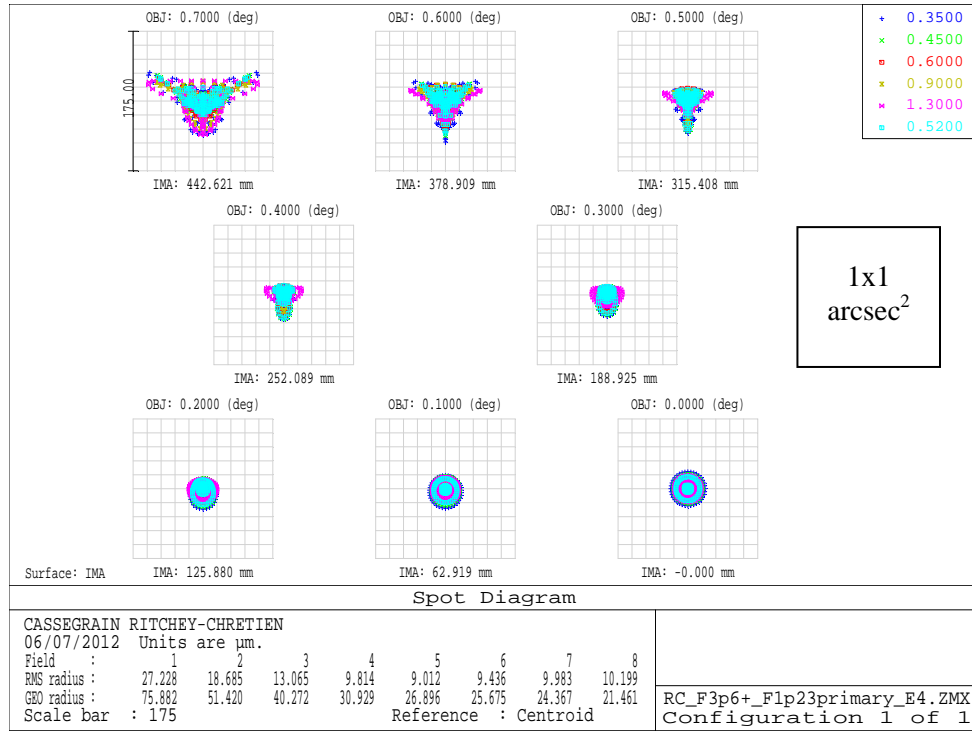 OBJ: 0.7000 (deg) OBJ: 0.6000 (deg) OBJ: 0.5000 (deg)
0.3500
0.4500
0.6000
0.9000
1.3000
0.5200
175.00
IMA: 442.621 mm IMA: 378.909 mm IMA: 315.408 mm
OBJ: 0.4000 (deg) OBJ: 0.3000 (deg)
1x1
arcsec²
IMA: 252.089 mm IMA: 188.925 mm
OBJ: 0.2000 (deg) OBJ: 0.1000 (deg) OBJ: 0.0000 (deg)
Surface: IMA IMA: 125.880 mm IMA: 62.919 mm IMA: -0.000 mm
Spot Diagram
CASSEGRAIN RITCHEY-CHRETIEN
06/07/2012 Units are µm.
Field : 1 2 3 4 5 6 7 8
RMS radius : 27.228 18.685 13.065 9.814 9.012 9.436 9.983 10.199
GEO radius : 75.882 51.420 40.272 30.929 26.896 25.675 24.367 21.461
Scale bar : 175 Reference : Centroid
RC_F3p6+_F1p23primary_E4.ZMX
Configuration 1 of 1